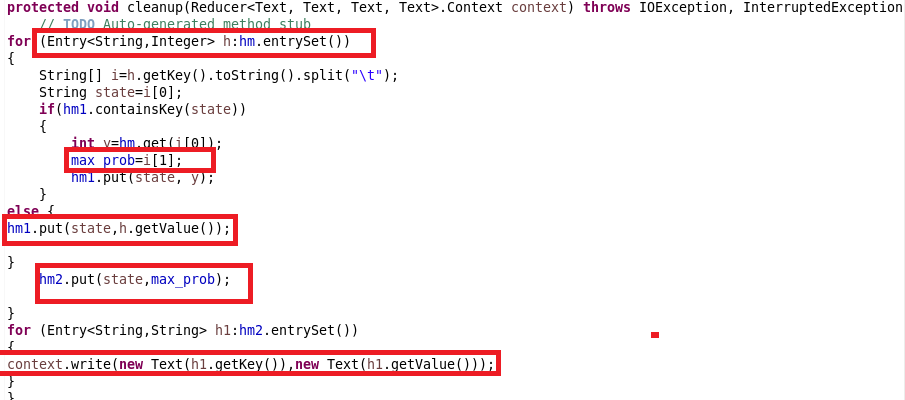 protected void cleanup(Reducer<Text, Text, Text, Text>.Context context) throws IOException, InterruptedException
// TODO Auto-generated method stub
for (Entry<String,Integer> h:hm.entrySet())
{
String[] i=h.getKey().toString().split("\t");
String state=i[0];
if(hm1.containsKey(state))
{
int y=hm.get(i[0]);
max_prob=i[1];
hm1.put(state, y);
}
else {
hm1.put(state,h.getValue());
}
hm2.put(state,max_prob);
}
for (Entry<String,String> h1:hm2.entrySet())
{
context.write(new Text(h1.getKey()),new Text(h1.getValue()));
}
}